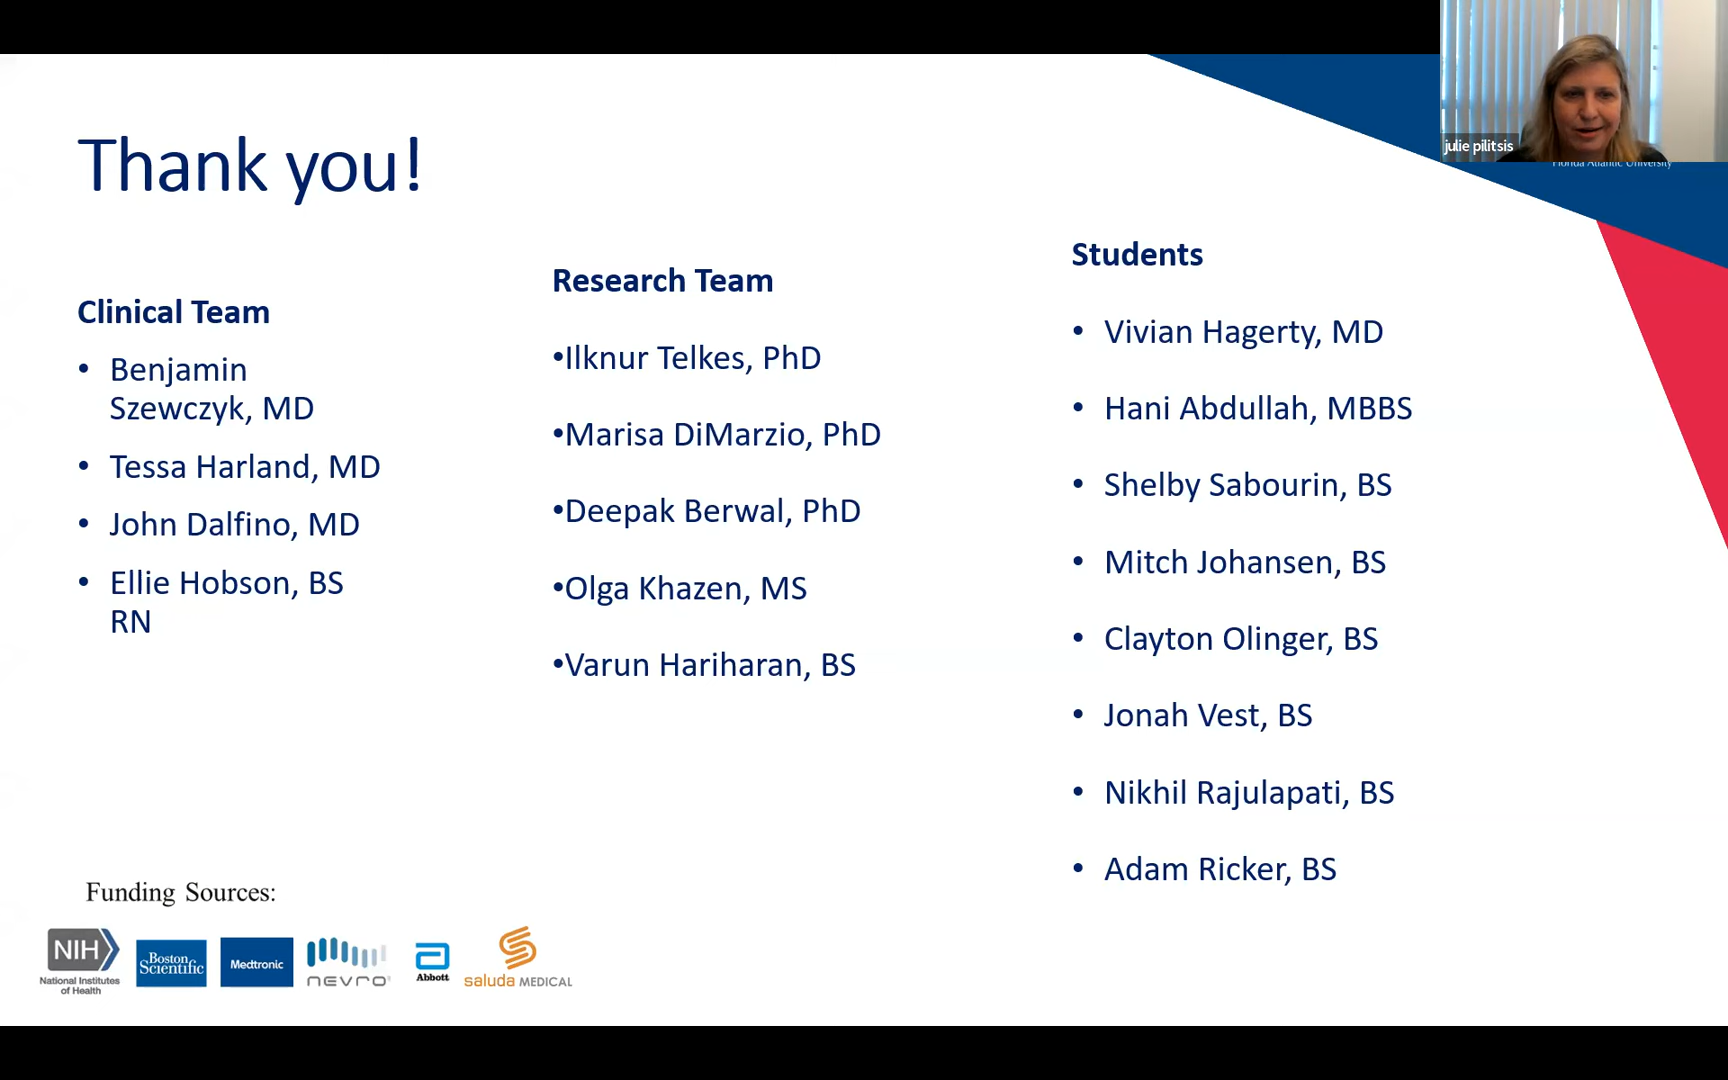 Thank you!
julie pilitsis
Florida Atlantic University
Clinical Team
• Benjamin
Szewczyk, MD
• Tessa Harland, MD
• John Dalfino, MD
• Ellie Hobson, BS
RN
Research Team
•Ilknur Telkes, PhD
•Marisa DiMarzio, PhD
•Deepak Berwal, PhD
•Olga Khazen, MS
•Varun Hariharan, BS
Students
• Vivian Hagerty, MD
• Hani Abdullah, MBBS
• Shelby Sabourin, BS
• Mitch Johansen, BS
• Clayton Olinger, BS
• Jonah Vest, BS
• Nikhil Rajulapati, BS
• Adam Ricker, BS
Funding Sources:
NIH
National Institutes
of Health
Boston
Scientific
Medtronic
nevro
Abbott
saluda MEDICAL